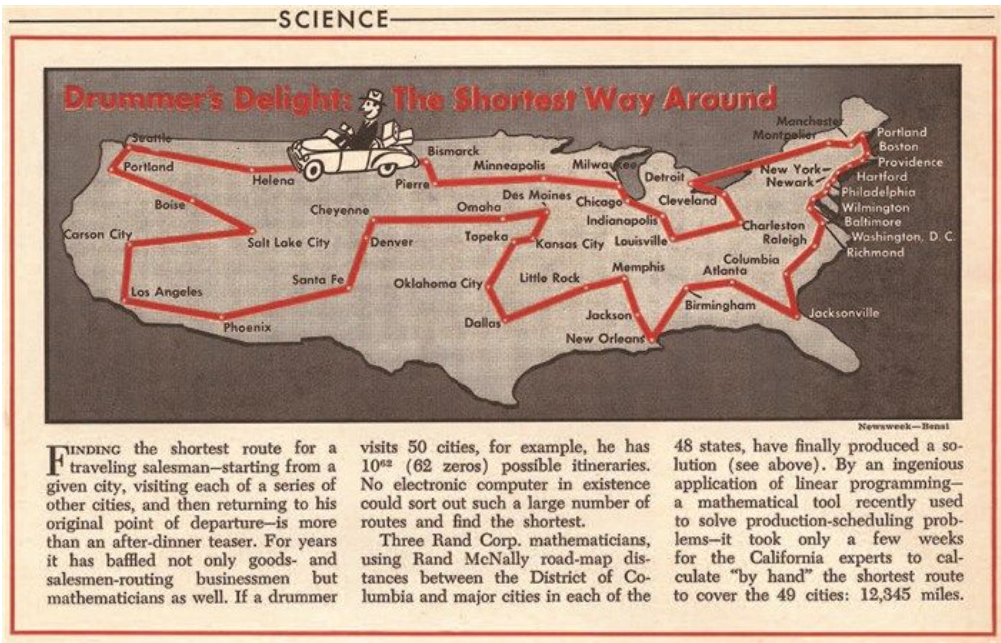 SCIENCE
Drummer's Delight: The Shortest Way Around
Seattle
Portland
Helena
Boise
Carson City
Salt Lake City
Los Angeles
Phoenix
Santa Fe
Denver
Cheyenne
Bismarck
Pierre
Minneapolis
Milwaukee
Chicago
Des Moines
Omaha
Topeka
Kansas City
Oklahoma City
Dallas
Little Rock
Memphis
Jackson
New Orleans
Birmingham
Atlanta
Jacksonville
Columbia
Raleigh
Charleston
Louisville
Indianapolis
Cleveland
Detroit
Manchester
Montpelier
Portland
Boston
Providence
Hartford
New York
Newark
Philadelphia
Wilmington
Baltimore
Washington, D. C.
Richmond
Newsweek—Bensi
FINDING the shortest route for a
traveling salesman—starting from a
given city, visiting each of a series of
other cities, and then returning to his
original point of departure—is more
than an after-dinner teaser. For years
it has baffled not only goods- and
salesmen-routing businessmen but
mathematicians as well. If a drummer
visits 50 cities, for example, he has
10⁶² (62 zeros) possible itineraries.
No electronic computer in existence
could sort out such a large number of
routes and find the shortest.
Three Rand Corp. mathematicians,
using Rand McNally road-map dis-
tances between the District of Co-
lumbia and major cities in each of the
48 states, have finally produced a so-
lution (see above). By an ingenious
application of linear programming—
a mathematical tool recently used
to solve production-scheduling prob-
lems—it took only a few weeks
for the California experts to cal-
culate "by hand" the shortest route
to cover the 49 cities: 12,345 miles.